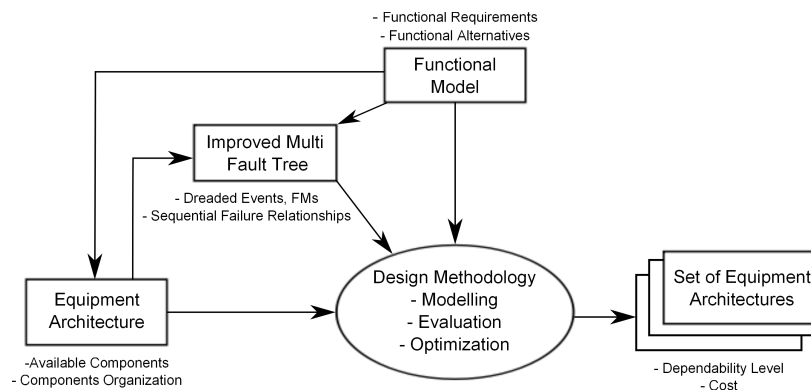 - Functional Requirements
- Functional Alternatives
Functional
Model
Improved Multi
Fault Tree
- Dreaded Events, FMs
- Sequential Failure Relationships
Equipment
Architecture
-Available Components
- Components Organization
Design Methodology
- Modelling
- Evaluation
- Optimization
Set of Equipment
Architectures
- Dependability Level
- Cost